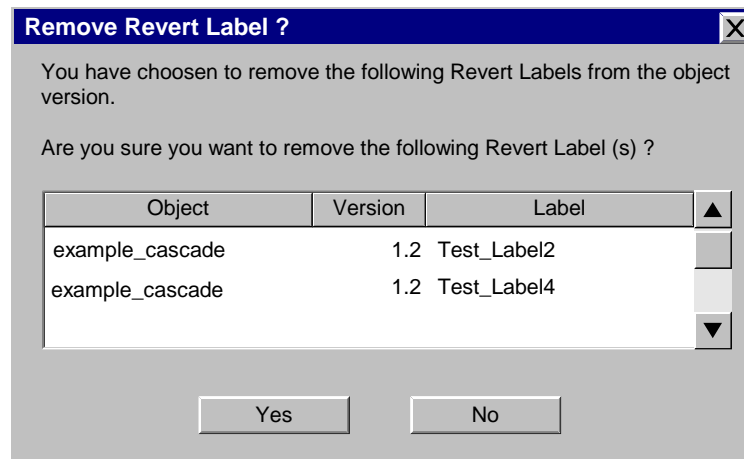 Remove Revert Label ?
You have choosen to remove the following Revert Labels from the object
version.
Are you sure you want to remove the following Revert Label (s) ?
Object Version Label
example_cascade 1.2 Test_Label2
example_cascade 1.2 Test_Label4
Yes No